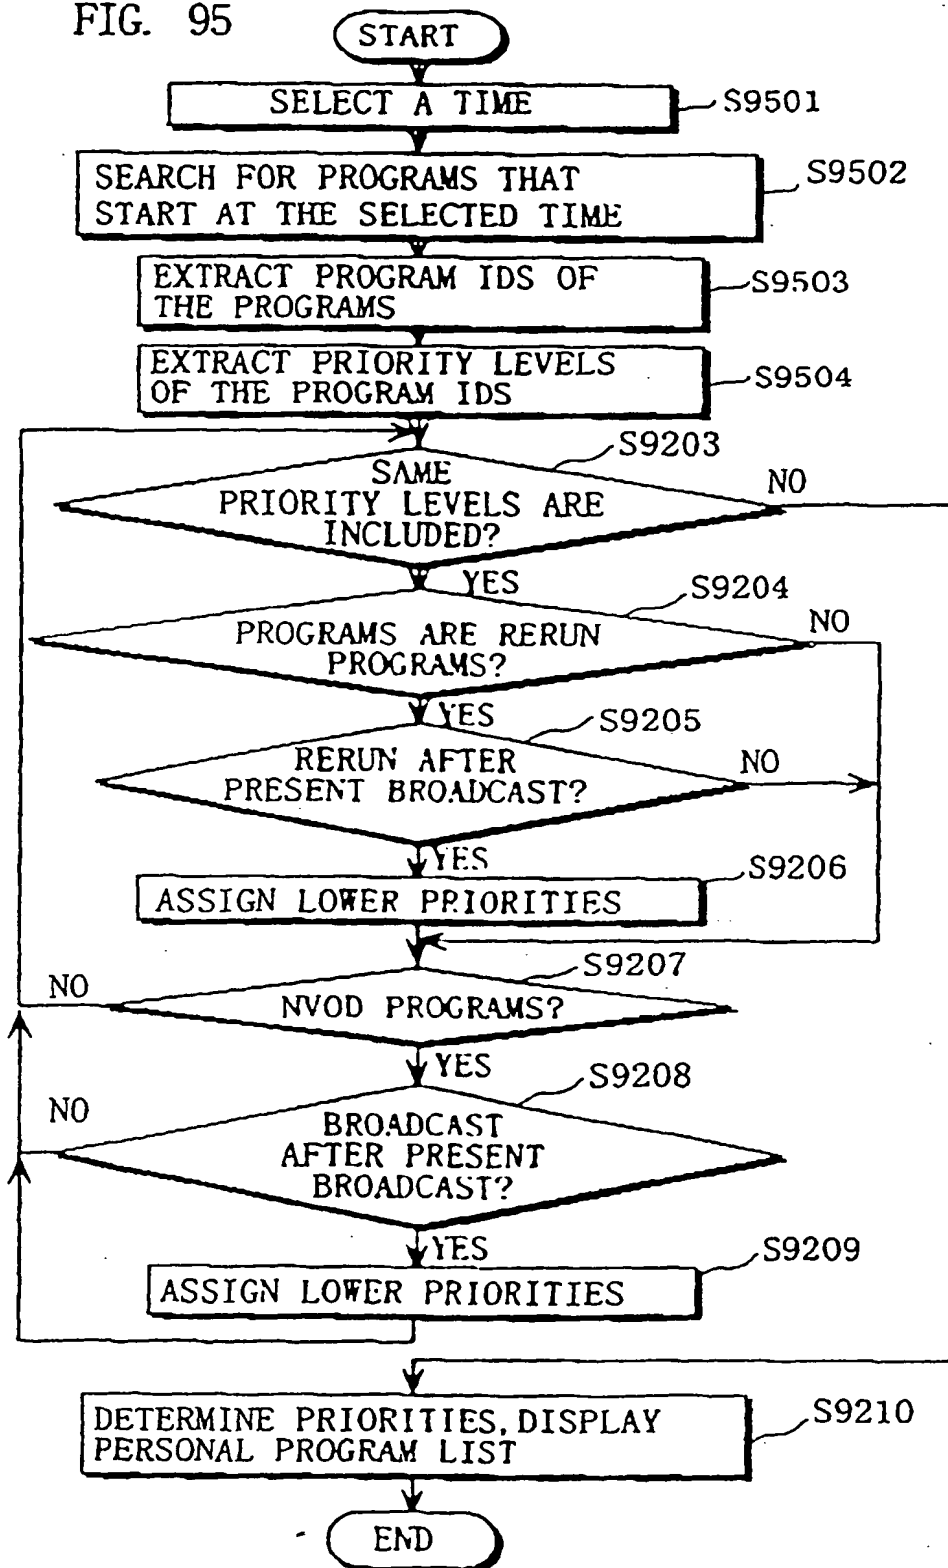 FIG. 95
START
SELECT A TIME
S9501
SEARCH FOR PROGRAMS THAT
START AT THE SELECTED TIME
S9502
EXTRACT PROGRAM IDS OF
THE PROGRAMS
S9503
EXTRACT PRIORITY LEVELS
OF THE PROGRAM IDS
S9504
S9203
SAME
PRIORITY LEVELS ARE
INCLUDED?
NO
YES
S9204
PROGRAMS ARE RERUN
PROGRAMS?
NO
YES
S9205
RERUN AFTER
PRESENT BROADCAST?
NO
YES
S9206
ASSIGN LOWER PRIORITIES
S9207
NO
NVOD PROGRAMS?
YES
S9208
NO
BROADCAST
AFTER PRESENT
BROADCAST?
YES
S9209
ASSIGN LOWER PRIORITIES
DETERMINE PRIORITIES, DISPLAY
PERSONAL PROGRAM LIST
S9210
END